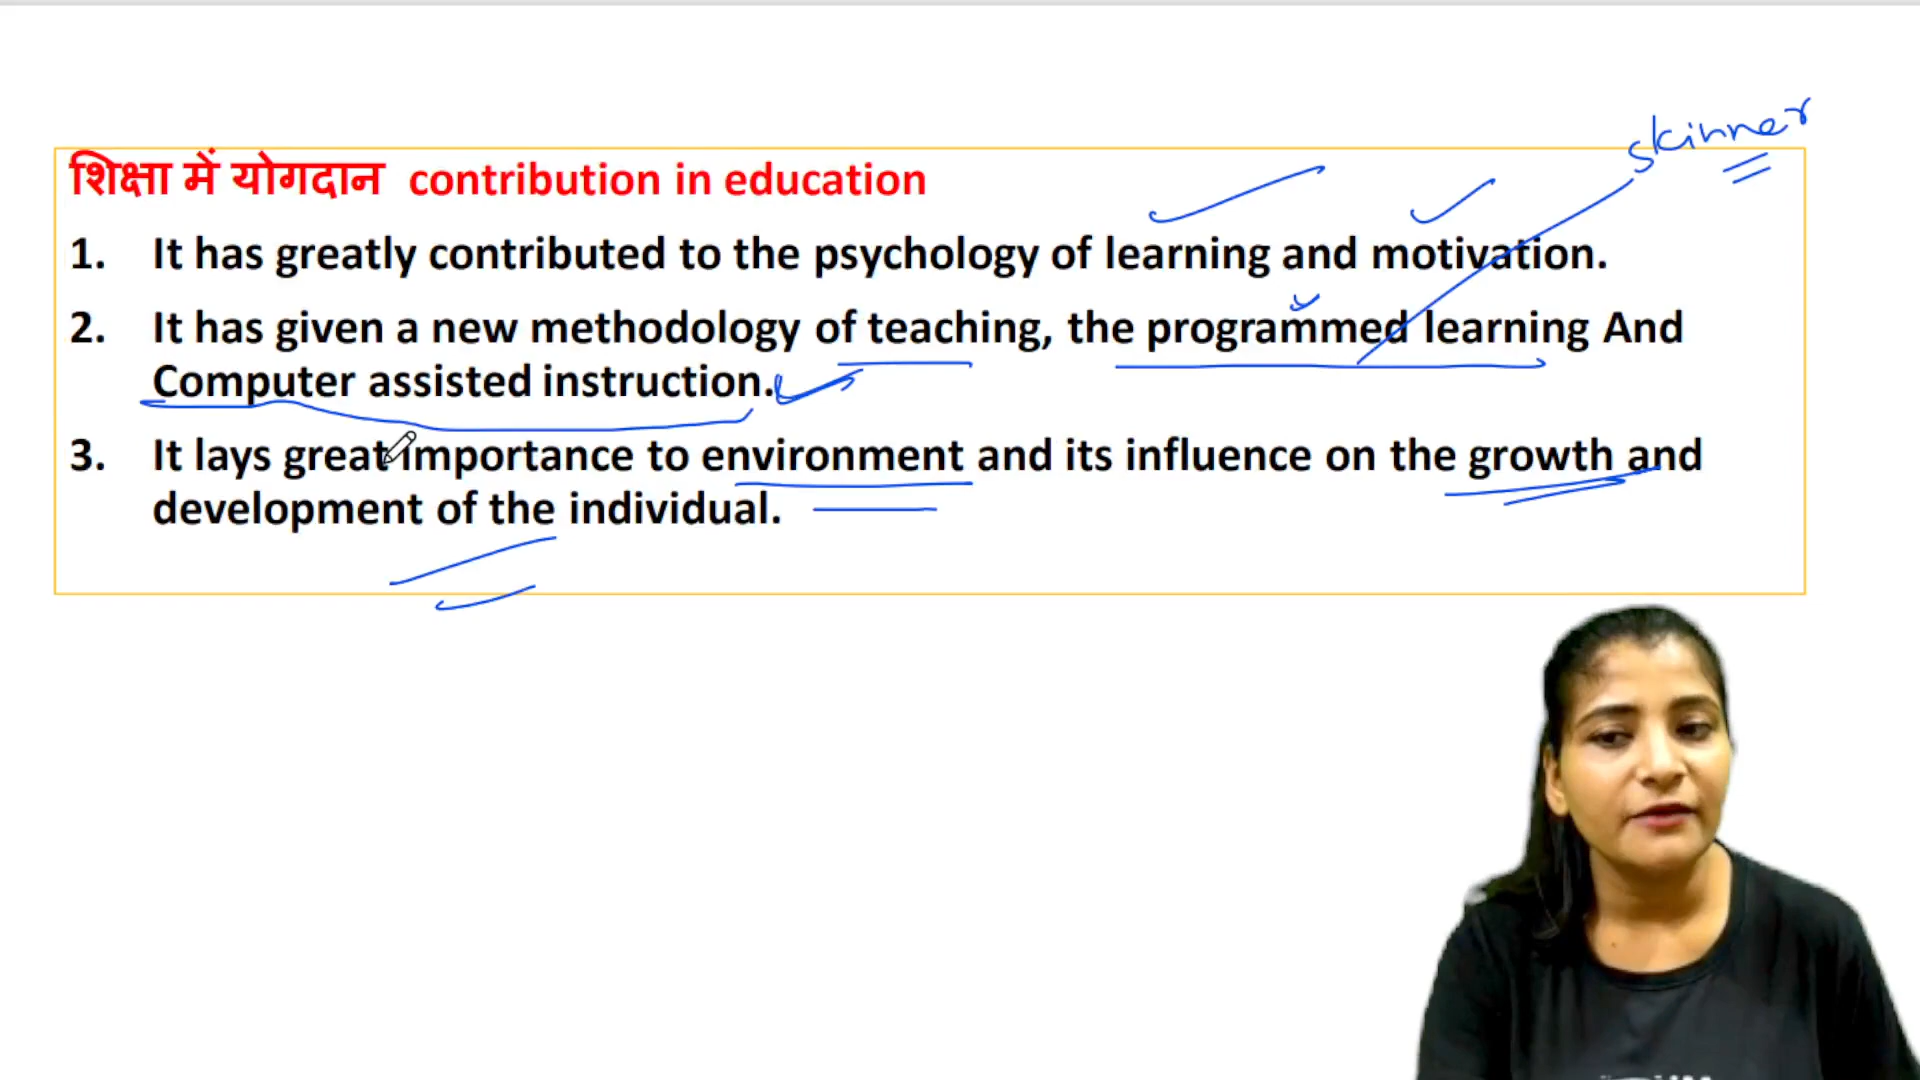 skinner
शिक्षा में योगदान contribution in education
1. It has greatly contributed to the psychology of learning and motivation.
2. It has given a new methodology of teaching, the programmed learning And
Computer assisted instruction.
3. It lays great importance to environment and its influence on the growth and
development of the individual.